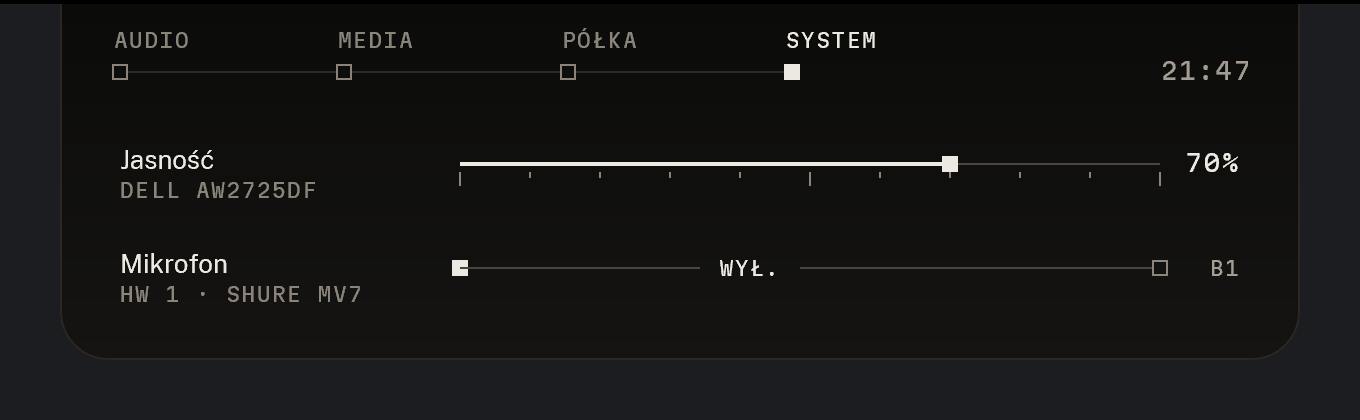 AUDIO MEDIA PÓŁKA SYSTEM
21:47
Jasność 70%
DELL AW2725DF
Mikrofon WYŁ. B1
HW 1 · SHURE MV7